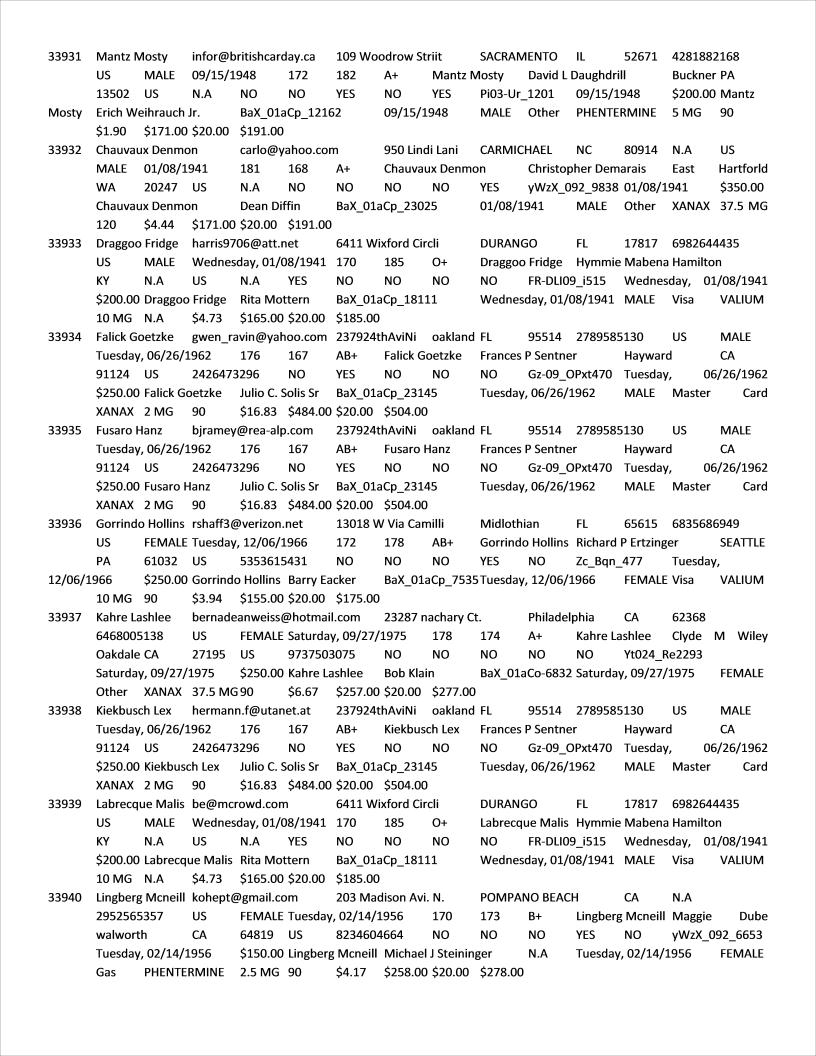 33931 Mantz Mosty infor@britishcarday.ca 109 Woodrow Striit SACRAMENTO IL 52671 4281882168
US MALE 09/15/1948 172 182 A+ Mantz Mosty David L Daughdrill Buckner PA
13502 US N.A NO NO YES NO YES Pi03-Ur_1201 09/15/1948 $200.00 Mantz
Mosty Erich Weihrauch Jr. BaX_01aCp_12162 09/15/1948 MALE Other PHENTERMINE 5 MG 90
$1.90 $171.00 $20.00 $191.00
33932 Chauvaux Denmon carlo@yahoo.com 950 Lindi Lani CARMICHAEL NC 80914 N.A US
MALE 01/08/1941 181 168 A+ Chauvaux Denmon Christopher Demarais East Hartforld
WA 20247 US N.A NO NO NO NO YES yWzX_092_9838 01/08/1941 $350.00
Chauvaux Denmon Dean Diffin BaX_01aCp_23025 01/08/1941 MALE Other XANAX 37.5 MG
120 $4.44 $171.00 $20.00 $191.00
33933 Draggoo Fridge harris9706@att.net 6411 Wixford Circli DURANGO FL 17817 6982644435
US MALE Wednesday, 01/08/1941 170 185 O+ Draggoo Fridge Hymmie Mabena Hamilton
KY N.A US N.A YES NO NO NO NO FR-DLI09_i515 Wednesday, 01/08/1941
$200.00 Draggoo Fridge Rita Mottern BaX_01aCp_18111 Wednesday, 01/08/1941 MALE Visa VALIUM
10 MG N.A $4.73 $165.00 $20.00 $185.00
33934 Falick Goetzke gwen_ravin@yahoo.com 237924thAviNi oakland FL 95514 2789585130 US MALE
Tuesday, 06/26/1962 176 167 AB+ Falick Goetzke Frances P Sentner Hayward CA
91124 US 2426473296 NO YES NO NO NO Gz-09_OPxt470 Tuesday, 06/26/1962
$250.00 Falick Goetzke Julio C. Solis Sr BaX_01aCp_23145 Tuesday, 06/26/1962 MALE Master Card
XANAX 2 MG 90 $16.83 $484.00 $20.00 $504.00
33935 Fusaro Hanz bjramey@rea-alp.com 237924thAviNi oakland FL 95514 2789585130 US MALE
Tuesday, 06/26/1962 176 167 AB+ Fusaro Hanz Frances P Sentner Hayward CA
91124 US 2426473296 NO YES NO NO NO Gz-09_OPxt470 Tuesday, 06/26/1962
$250.00 Fusaro Hanz Julio C. Solis Sr BaX_01aCp_23145 Tuesday, 06/26/1962 MALE Master Card
XANAX 2 MG 90 $16.83 $484.00 $20.00 $504.00
33936 Gorrindo Hollins rshaff3@verizon.net 13018 W Via Camilli Midlothian FL 65615 6835686949
US FEMALE Tuesday, 12/06/1966 172 178 AB+ Gorrindo Hollins Richard P Ertzinger SEATTLE
PA 61032 US 5353615431 NO NO NO YES NO Zc_Bqn_477 Tuesday,
12/06/1966 $250.00 Gorrindo Hollins Barry Eacker BaX_01aCp_7535 Tuesday, 12/06/1966 FEMALE Visa VALIUM
10 MG 90 $3.94 $155.00 $20.00 $175.00
33937 Kahre Lashlee bernadeanweiss@hotmail.com 23287 nachary Ct. Philadelphia CA 62368
6468005138 US FEMALE Saturday, 09/27/1975 178 174 A+ Kahre Lashlee Clyde M Wiley
Oakdale CA 27195 US 9737503075 NO NO NO NO NO Yt024_Re2293
Saturday, 09/27/1975 $250.00 Kahre Lashlee Bob Klain BaX_01aCo-6832 Saturday, 09/27/1975 FEMALE
Other XANAX 37.5 MG 90 $6.67 $257.00 $20.00 $277.00
33938 Kiekbusch Lex hermann.f@utanet.at 237924thAviNi oakland FL 95514 2789585130 US MALE
Tuesday, 06/26/1962 176 167 AB+ Kiekbusch Lex Frances P Sentner Hayward CA
91124 US 2426473296 NO YES NO NO NO Gz-09_OPxt470 Tuesday, 06/26/1962
$250.00 Kiekbusch Lex Julio C. Solis Sr BaX_01aCp_23145 Tuesday, 06/26/1962 MALE Master Card
XANAX 2 MG 90 $16.83 $484.00 $20.00 $504.00
33939 Labrecque Malis be@mcrowd.com 6411 Wixford Circli DURANGO FL 17817 6982644435
US MALE Wednesday, 01/08/1941 170 185 O+ Labrecque Malis Hymmie Mabena Hamilton
KY N.A US N.A YES NO NO NO NO FR-DLI09_i515 Wednesday, 01/08/1941
$200.00 Labrecque Malis Rita Mottern BaX_01aCp_18111 Wednesday, 01/08/1941 MALE Visa VALIUM
10 MG N.A $4.73 $165.00 $20.00 $185.00
33940 Lingberg Mcneill kohept@gmail.com 203 Madison Avi. N. POMPANO BEACH CA N.A
2952565357 US FEMALE Tuesday, 02/14/1956 170 173 B+ Lingberg Mcneill Maggie Dube
walworth CA 64819 US 8234604664 NO NO NO YES NO yWzX_092_6653
Tuesday, 02/14/1956 $150.00 Lingberg Mcneill Michael J Steininger N.A Tuesday, 02/14/1956 FEMALE
Gas PHENTERMINE 2.5 MG 90 $4.17 $258.00 $20.00 $278.00